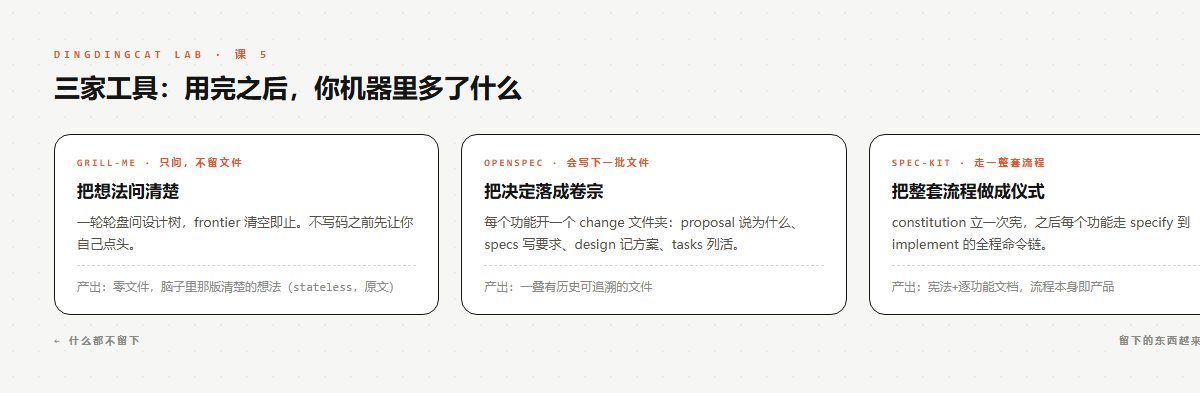 DINGDINGCAT LAB · 课 5
三家工具：用完之后，你机器里多了什么
GRILL-ME · 只问，不留文件
把想法问清楚
一轮轮盘问设计树，frontier 清空即止。不写码之前先让你
自己点头。
产出：零文件，脑子里那版清楚的想法（stateless，原文）
OPENSPEC · 会写下一批文件
把决定落成卷宗
每个功能开一个 change 文件夹：proposal 说为什么、
specs 写要求、design 记方案、tasks 列活。
产出：一叠有历史可追溯的文件
SPEC-KIT · 走一整套流程
把整套流程做成仪式
constitution 立一次宪，之后每个功能走 specify 到
implement 的全程命令链。
产出：宪法+逐功能文档，流程本身即产品
← 什么都不留下
留下的东西越来